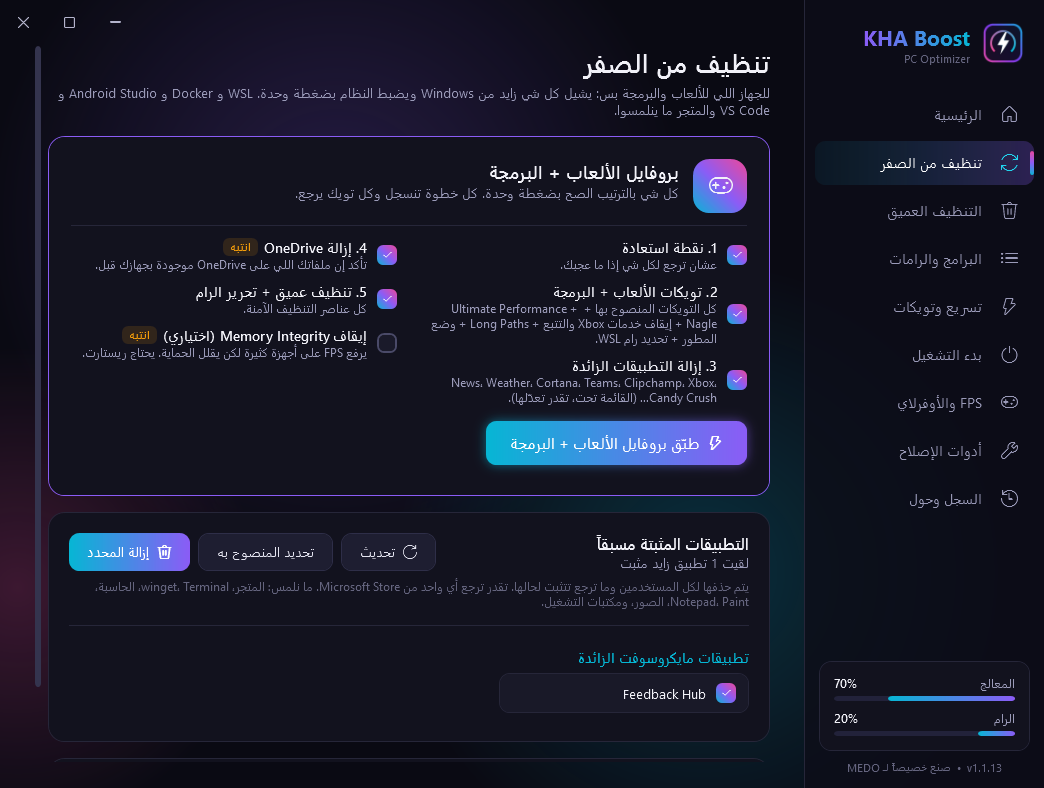 KHA Boost
PC Optimizer
الرئيسية
تنظيف من الصفر
التنظيف العميق
البرامج والرامات
تسريع وتويكات
بدء التشغيل
FPS والأوفرلاي
أدوات الإصلاح
السجل وحول
المعالج 70%
الرام 20%
v1.1.13 • صنع خصيصاً لـ MEDO
تنظيف من الصفر
للجهاز اللي للألعاب والبرمجة بس: يشيل كل شي زايد من Windows ويضبط النظام بضغطة وحدة. WSL و Docker و Android Studio و
VS Code والمتجر ما ينلمسوا.
بروفايل الألعاب + البرمجة
كل شي بالترتيب الصح بضغطة وحدة. كل خطوة تنسجل وكل تويك يرجع.
1. نقطة استعادة
عشان ترجع لكل شي إذا ما عجبك.
2. تويكات الألعاب + البرمجة
كل التويكات المنصوح بها + Ultimate Performance +
Nagle + إيقاف خدمات Xbox والتتبع + Long Paths + وضع
المطور + تحديد رام WSL.
3. إزالة التطبيقات الزائدة
News، Weather، Cortana، Teams، Clipchamp، Xbox،
Candy Crush... (القائمة تحت، تقدر تعدّلها).
4. إزالة OneDrive انتبه
تأكد إن ملفاتك اللي على OneDrive موجودة بجهازك قبل.
5. تنظيف عميق + تحرير الرام
كل عناصر التنظيف الآمنة.
إيقاف Memory Integrity (اختياري) انتبه
يرفع FPS على أجهزة كثيرة لكن يقلل الحماية. يحتاج ريستارت.
طبّق بروفايل الألعاب + البرمجة
التطبيقات المثبتة مسبقاً
لقيت 1 تطبيق زايد مثبت
تحديث
تحديد المنصوح به
إزالة المحدد
يتم حذفها لكل المستخدمين وما ترجع تتثبت لحالها. تقدر ترجع أي واحد من Microsoft Store. ما نلمس: المتجر، winget، Terminal، الحاسبة،
Notepad، Paint، الصور، ومكتبات التشغيل.
تطبيقات مايكروسوفت الزائدة
Feedback Hub